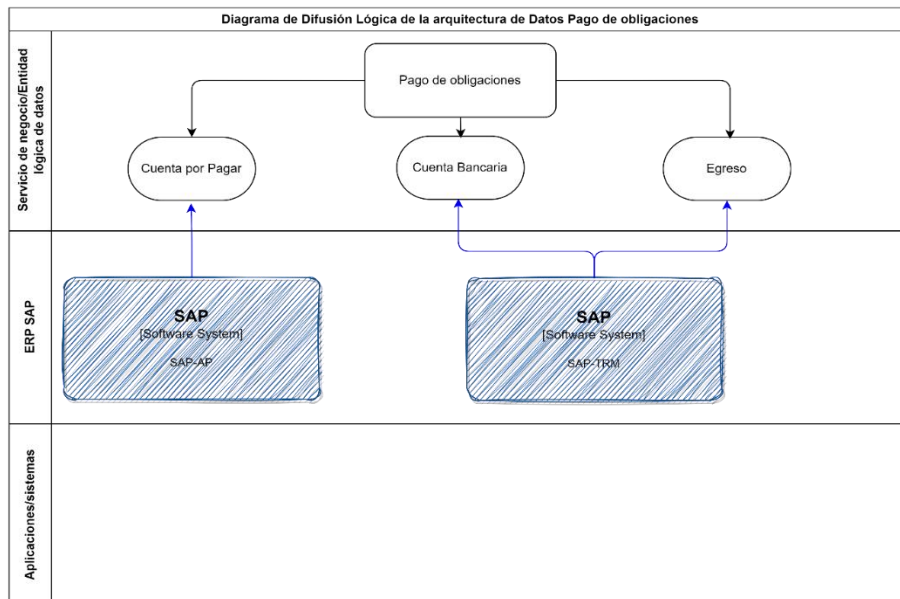 Diagrama de Difusión Lógica de la arquitectura de Datos Pago de obligaciones
Servicio de negocio/Entidad
lógica de datos
Pago de obligaciones
Cuenta por Pagar
Cuenta Bancaria
Egreso
ERP SAP
SAP
[Software System]
SAP-AP
SAP
[Software System]
SAP-TRM
Aplicaciones/sistemas